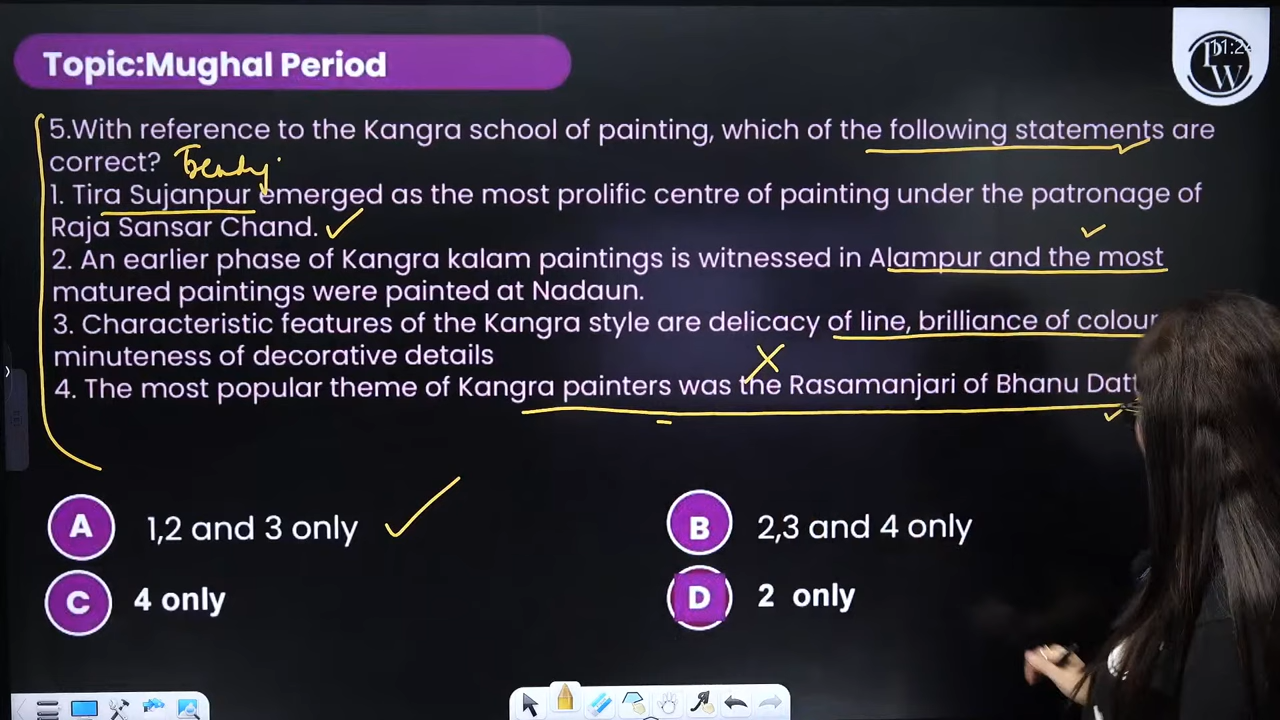 Topic:Mughal Period
11:24
PW
5.With reference to the Kangra school of painting, which of the following statements are
correct?
1. Tira Sujanpur emerged as the most prolific centre of painting under the patronage of
Raja Sansar Chand.
2. An earlier phase of Kangra kalam paintings is witnessed in Alampur and the most
matured paintings were painted at Nadaun.
3. Characteristic features of the Kangra style are delicacy of line, brilliance of colour
minuteness of decorative details
4. The most popular theme of Kangra painters was the Rasamanjari of Bhanu Datt
A 1,2 and 3 only
B 2,3 and 4 only
C 4 only
D 2 only